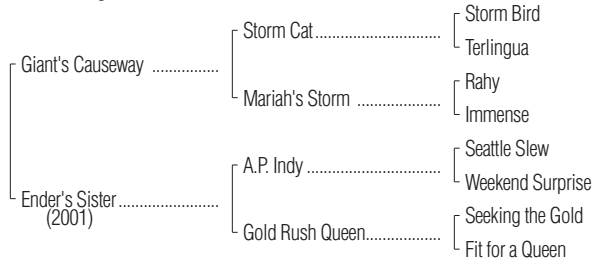 Storm Bird
Storm Cat....................
Terlingua
Giant's Causeway ................
Rahy
Mariah's Storm ....................
Immense
Seattle Slew
A.P. Indy ................................
Weekend Surprise
Ender's Sister........................
(2001)
Seeking the Gold
Gold Rush Queen..................
Fit for a Queen